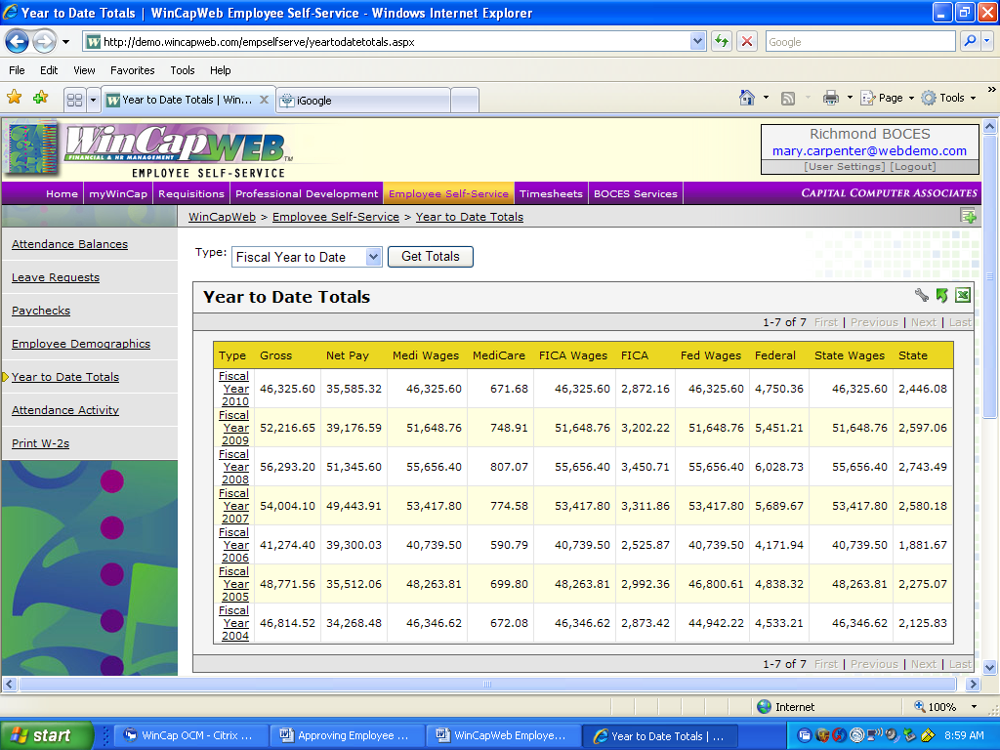 Year to Date Totals | WinCapWeb Employee Self-Service - Windows Internet Explorer
http://demo.wincapweb.com/empselfserve/yeartodatetotals.aspx
Google
File Edit View Favorites Tools Help
Year to Date Totals | Win... iGoogle Page Tools
WinCapWEB™
FINANCIAL & HR MANAGEMENT
EMPLOYEE SELF-SERVICE
Richmond BOCES
mary.carpenter@webdemo.com
[User Settings] [Logout]
Home myWinCap Requisitions Professional Development Employee Self-Service Timesheets BOCES Services CAPITAL COMPUTER ASSOCIATES
WinCapWeb > Employee Self-Service > Year to Date Totals
Attendance Balances
Leave Requests
Paychecks
Employee Demographics
Year to Date Totals
Attendance Activity
Print W-2s
Type: Fiscal Year to Date Get Totals
Year to Date Totals
1-7 of 7 First | Previous | Next | Last
Type Gross Net Pay Medi Wages MediCare FICA Wages FICA Fed Wages Federal State Wages State
Fiscal Year 2010 46,325.60 35,585.32 46,325.60 671.68 46,325.60 2,872.16 46,325.60 4,750.36 46,325.60 2,446.08
Fiscal Year 2009 52,216.65 39,176.59 51,648.76 748.91 51,648.76 3,202.22 51,648.76 5,451.21 51,648.76 2,597.06
Fiscal Year 2008 56,293.20 51,345.60 55,656.40 807.07 55,656.40 3,450.71 55,656.40 6,028.73 55,656.40 2,743.49
Fiscal Year 2007 54,004.10 49,443.91 53,417.80 774.58 53,417.80 3,311.86 53,417.80 5,689.67 53,417.80 2,580.18
Fiscal Year 2006 41,274.40 39,300.03 40,739.50 590.79 40,739.50 2,525.87 40,739.50 4,171.94 40,739.50 1,881.67
Fiscal Year 2005 48,771.56 35,512.06 48,263.81 699.80 48,263.81 2,992.36 46,800.61 4,838.32 48,263.81 2,275.07
Fiscal Year 2004 46,814.52 34,268.48 46,346.62 672.08 46,346.62 2,873.42 44,942.22 4,533.21 46,346.62 2,125.83
1-7 of 7 First | Previous | Next | Last
Internet 100%
start WinCap OCM - Citrix ... Approving Employee ... WinCapWeb Employe... Year to Date Totals | ... 8:59 AM